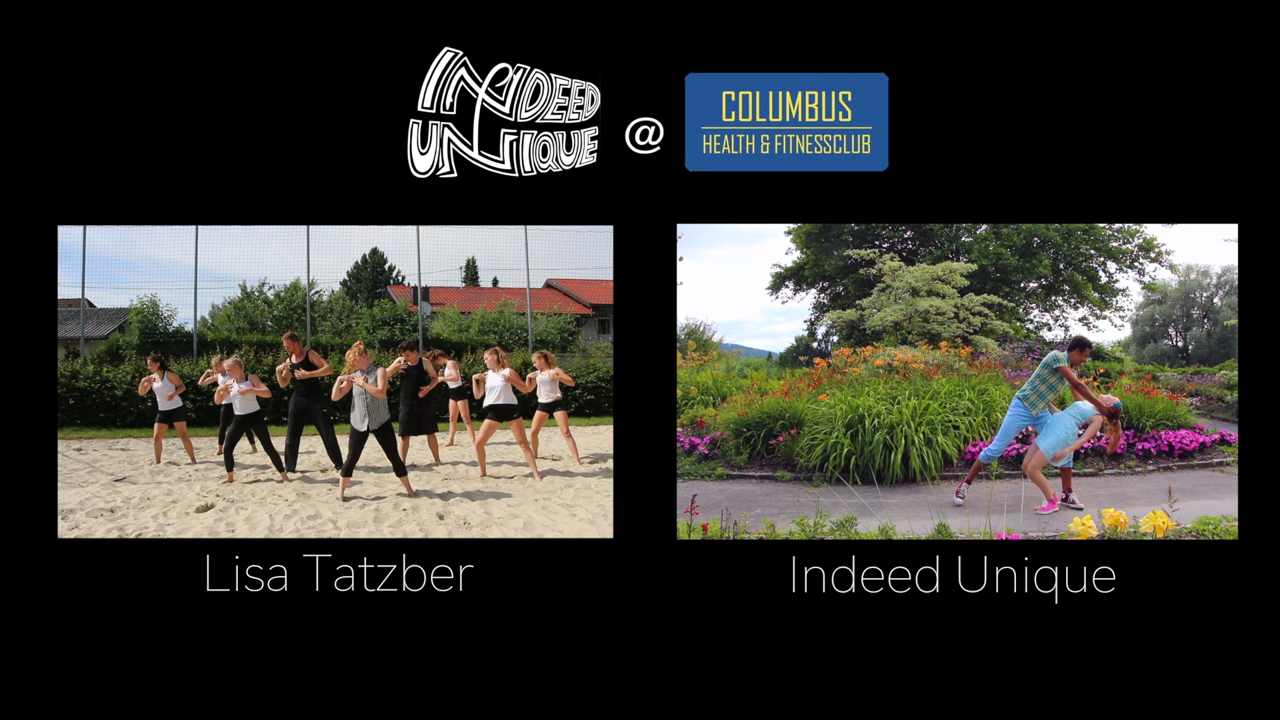 INDEED
UNIQUE
@
COLUMBUS
HEALTH & FITNESSCLUB
Lisa Tatzber
Indeed Unique